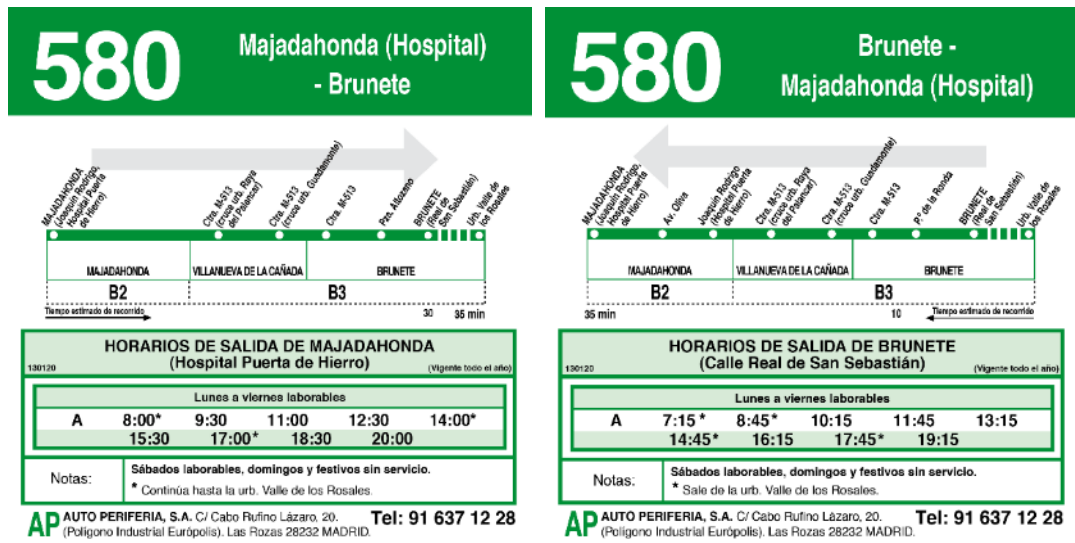 580
Majadahonda (Hospital)
- Brunete
MAJADAHONDA
(Joaquín Rodrigo,
Hospital Puerta
de Hierro)
Ctra. M-513
(cruce urb. Raya
del Palancar)
Ctra. M-513
(cruce urb. Guadamonte)
Ctra. M-513
Pza. Altozano
BRUNETE
(Real de
San Sebastián)
Urb. Valle de
los Rosales
MAJADAHONDA
VILLANUEVA DE LA CAÑADA
BRUNETE
B2
B3
Tiempo estimado de recorrido
30
35 min
HORARIOS DE SALIDA DE MAJADAHONDA
(Hospital Puerta de Hierro)
130120
(Vigente todo el año)
Lunes a viernes laborables
A 8:00* 9:30 11:00 12:30 14:00*
15:30 17:00* 18:30 20:00
Notas:
Sábados laborables, domingos y festivos sin servicio.
* Continúa hasta la urb. Valle de los Rosales.
AP
AUTO PERIFERIA, S.A. C/ Cabo Rufino Lázaro, 20.
(Polígono Industrial Európolis). Las Rozas 28232 MADRID.
Tel: 91 637 12 28
580
Brunete -
Majadahonda (Hospital)
MAJADAHONDA
(Joaquín Rodrigo,
Hospital Puerta
de Hierro)
Av. Oliva
Joaquín Rodrigo
(Hospital Puerta
de Hierro)
Ctra. M-513
(cruce urb. Raya
del Palancar)
Ctra. M-513
(cruce urb. Guadamonte)
Ctra. M-513
P.º de la Ronda
BRUNETE
(Real de
San Sebastián)
Urb. Valle de
los Rosales
MAJADAHONDA
VILLANUEVA DE LA CAÑADA
BRUNETE
B2
B3
35 min
10
Tiempo estimado de recorrido
HORARIOS DE SALIDA DE BRUNETE
(Calle Real de San Sebastián)
130120
(Vigente todo el año)
Lunes a viernes laborables
A 7:15 * 8:45* 10:15 11:45 13:15
14:45* 16:15 17:45* 19:15
Notas:
Sábados laborables, domingos y festivos sin servicio.
* Sale de la urb. Valle de los Rosales.
AP
AUTO PERIFERIA, S.A. C/ Cabo Rufino Lázaro, 20.
(Polígono Industrial Európolis). Las Rozas 28232 MADRID.
Tel: 91 637 12 28